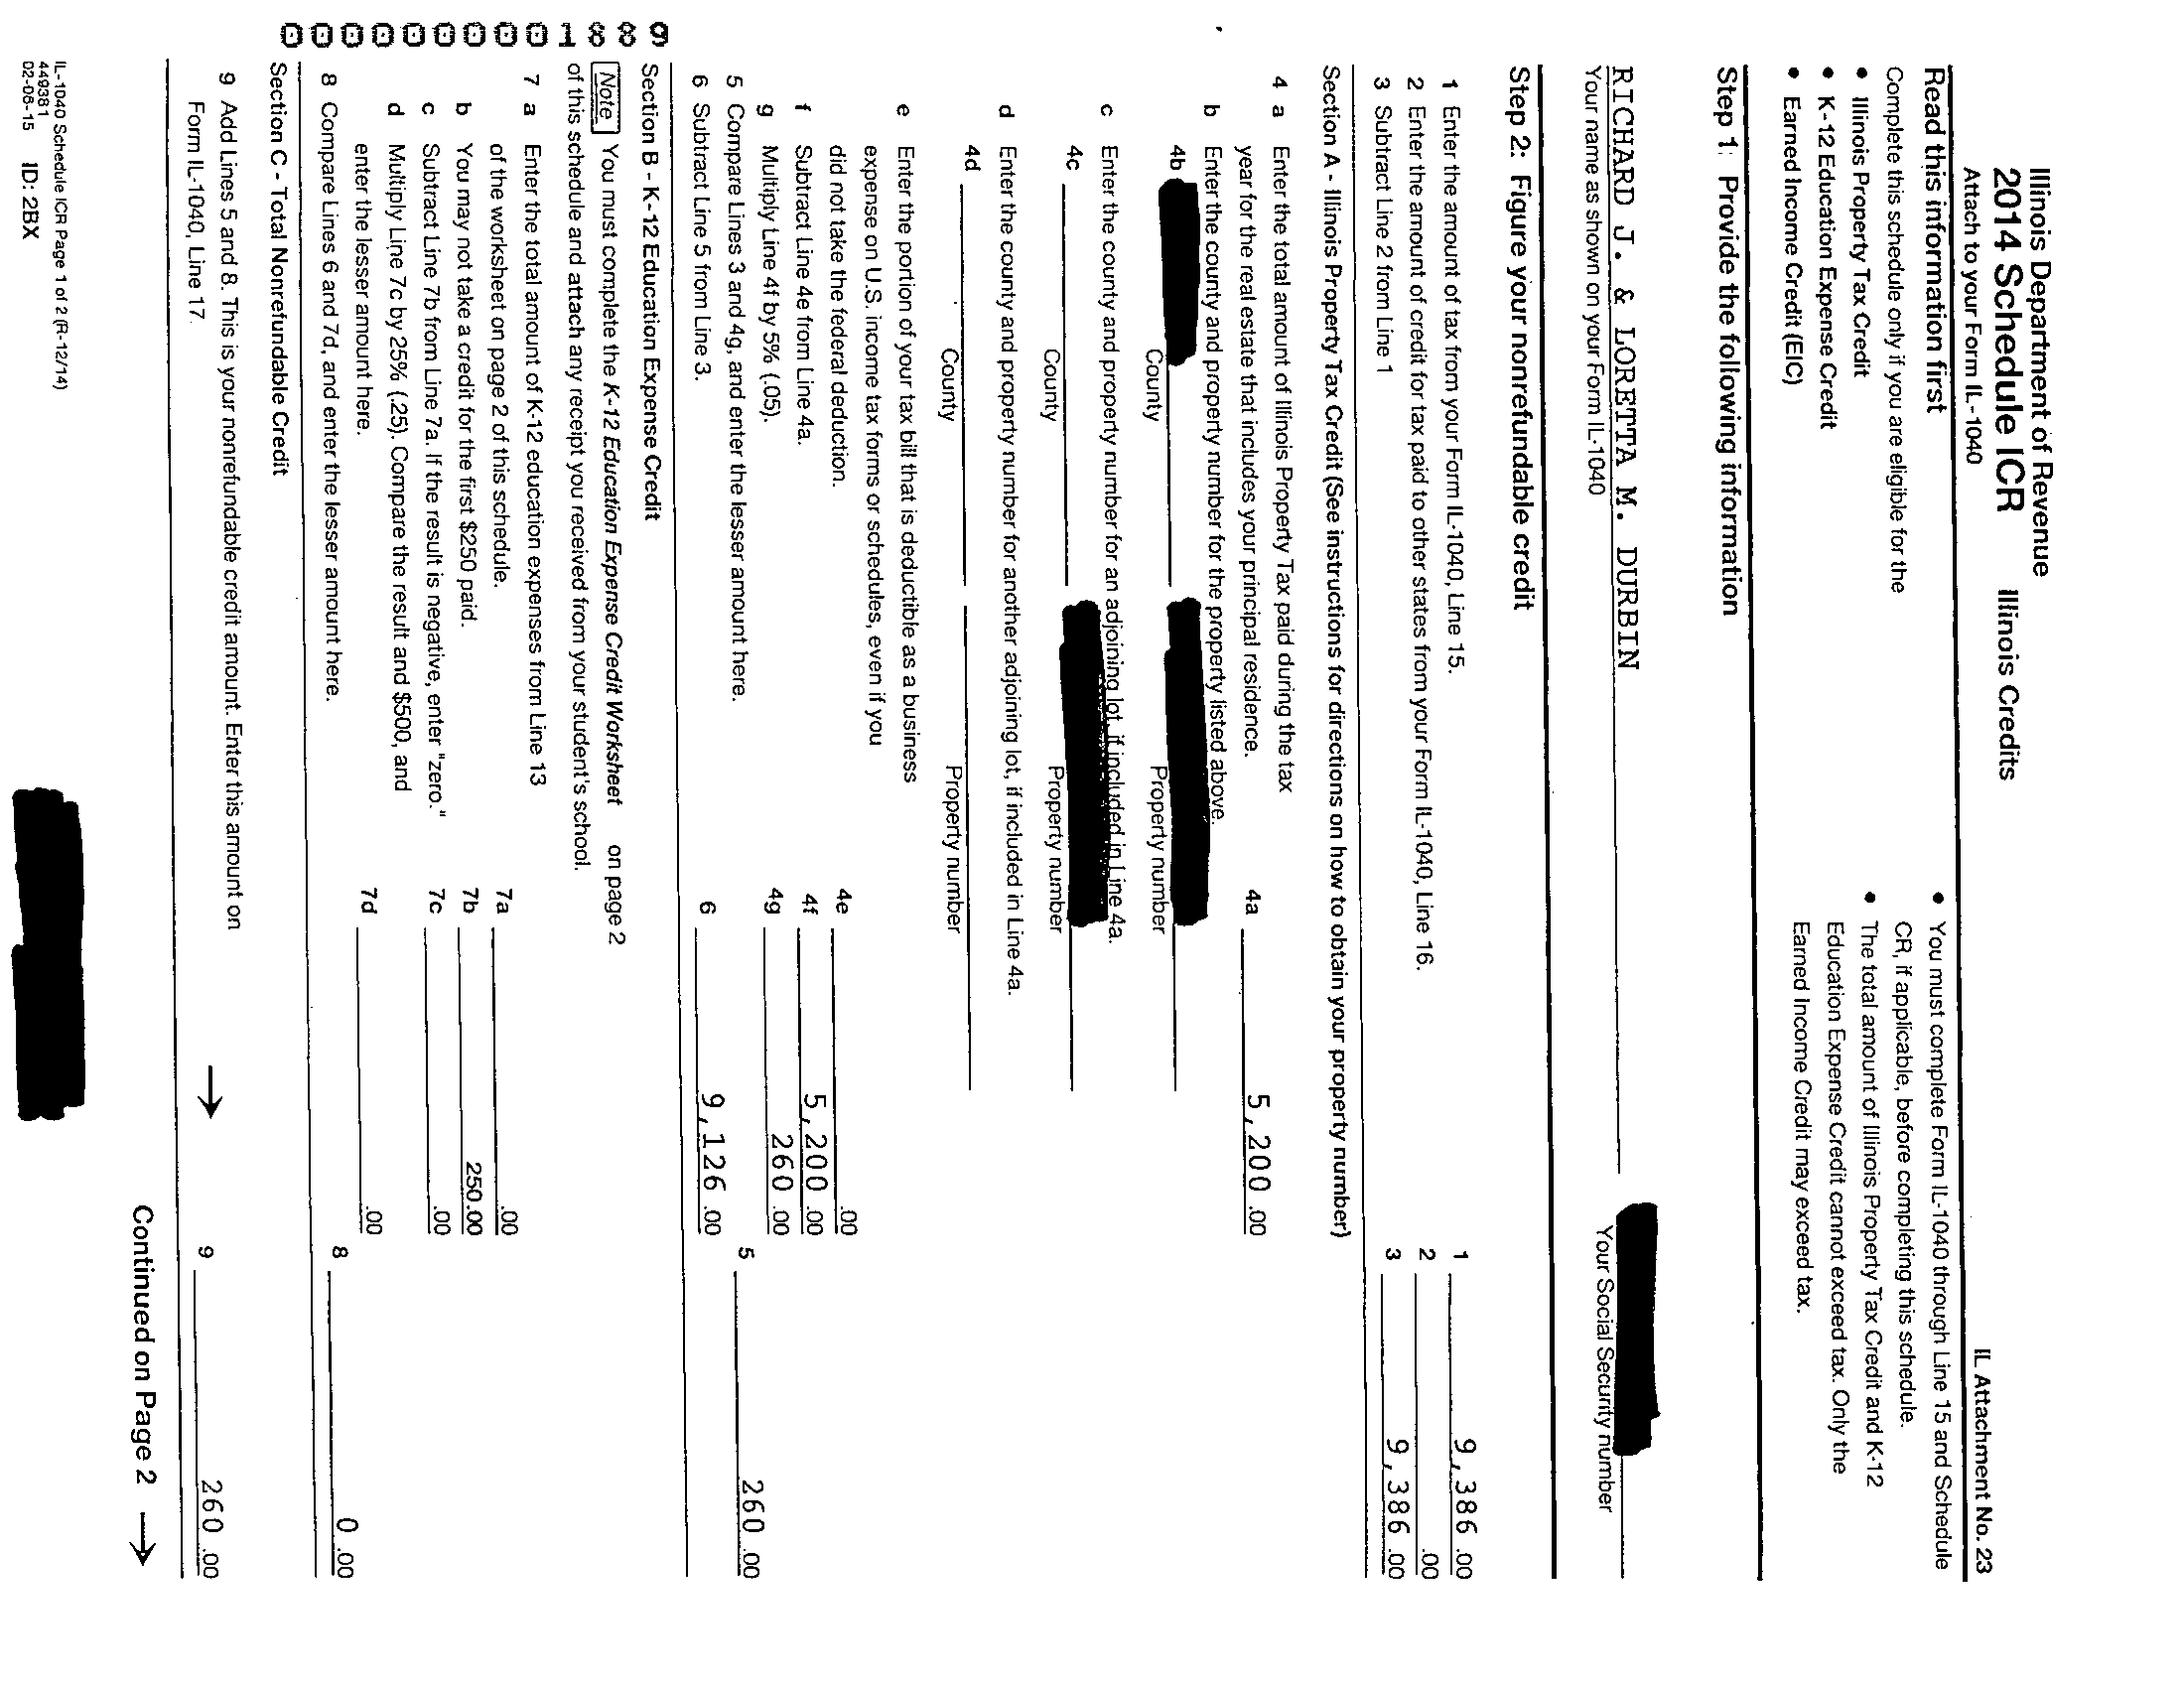 Illinois Department of Revenue
2014 Schedule ICR Illinois Credits
Attach to your Form IL-1040 IL Attachment No. 23
Read this information first
Complete this schedule only if you are eligible for the
• Illinois Property Tax Credit
• K-12 Education Expense Credit
• Earned Income Credit (EIC)
• You must complete Form IL-1040 through Line 15 and Schedule
CR, if applicable, before completing this schedule.
• The total amount of Illinois Property Tax Credit and K-12
Education Expense Credit cannot exceed tax. Only the
Earned Income Credit may exceed tax.
Step 1: Provide the following information
RICHARD J. & LORETTA M. DURBIN
Your name as shown on your Form IL-1040 Your Social Security number
Step 2: Figure your nonrefundable credit
1 Enter the amount of tax from your Form IL-1040, Line 15. 1 9,386 .00
2 Enter the amount of credit for tax paid to other states from your Form IL-1040, Line 16. 2 .00
3 Subtract Line 2 from Line 1 3 9,386 .00
Section A - Illinois Property Tax Credit (See instructions for directions on how to obtain your property number)
4 a Enter the total amount of Illinois Property Tax paid during the tax
year for the real estate that includes your principal residence. 4a 5,200 .00
b Enter the county and property number for the property listed above.
4b
County Property number
c Enter the county and property number for an adjoining lot, if included in Line 4a.
4c
County Property number
d Enter the county and property number for another adjoining lot, if included in Line 4a.
4d
County Property number
e Enter the portion of your tax bill that is deductible as a business
expense on U.S. income tax forms or schedules, even if you
did not take the federal deduction. 4e .00
f Subtract Line 4e from Line 4a. 4f 5,200 .00
g Multiply Line 4f by 5% (.05). 4g 260 .00
5 Compare Lines 3 and 4g, and enter the lesser amount here. 5 260 .00
6 Subtract Line 5 from Line 3. 6 9,126 .00
Section B - K-12 Education Expense Credit
Note You must complete the K-12 Education Expense Credit Worksheet on page 2
of this schedule and attach any receipt you received from your student's school.
7 a Enter the total amount of K-12 education expenses from Line 13
of the worksheet on page 2 of this schedule. 7a .00
b You may not take a credit for the first $250 paid. 7b 250.00
c Subtract Line 7b from Line 7a. If the result is negative, enter "zero." 7c .00
d Multiply Line 7c by 25% (.25). Compare the result and $500, and
enter the lesser amount here. 7d .00
8 Compare Lines 6 and 7d, and enter the lesser amount here. 8 0 .00
Section C - Total Nonrefundable Credit
9 Add Lines 5 and 8. This is your nonrefundable credit amount. Enter this amount on
Form IL-1040, Line 17. → 9 260 .00
Continued on Page 2 →
IL-1040 Schedule ICR Page 1 of 2 (R-12/14)
449381
02-06-15 ID: 2BX
0000000001889